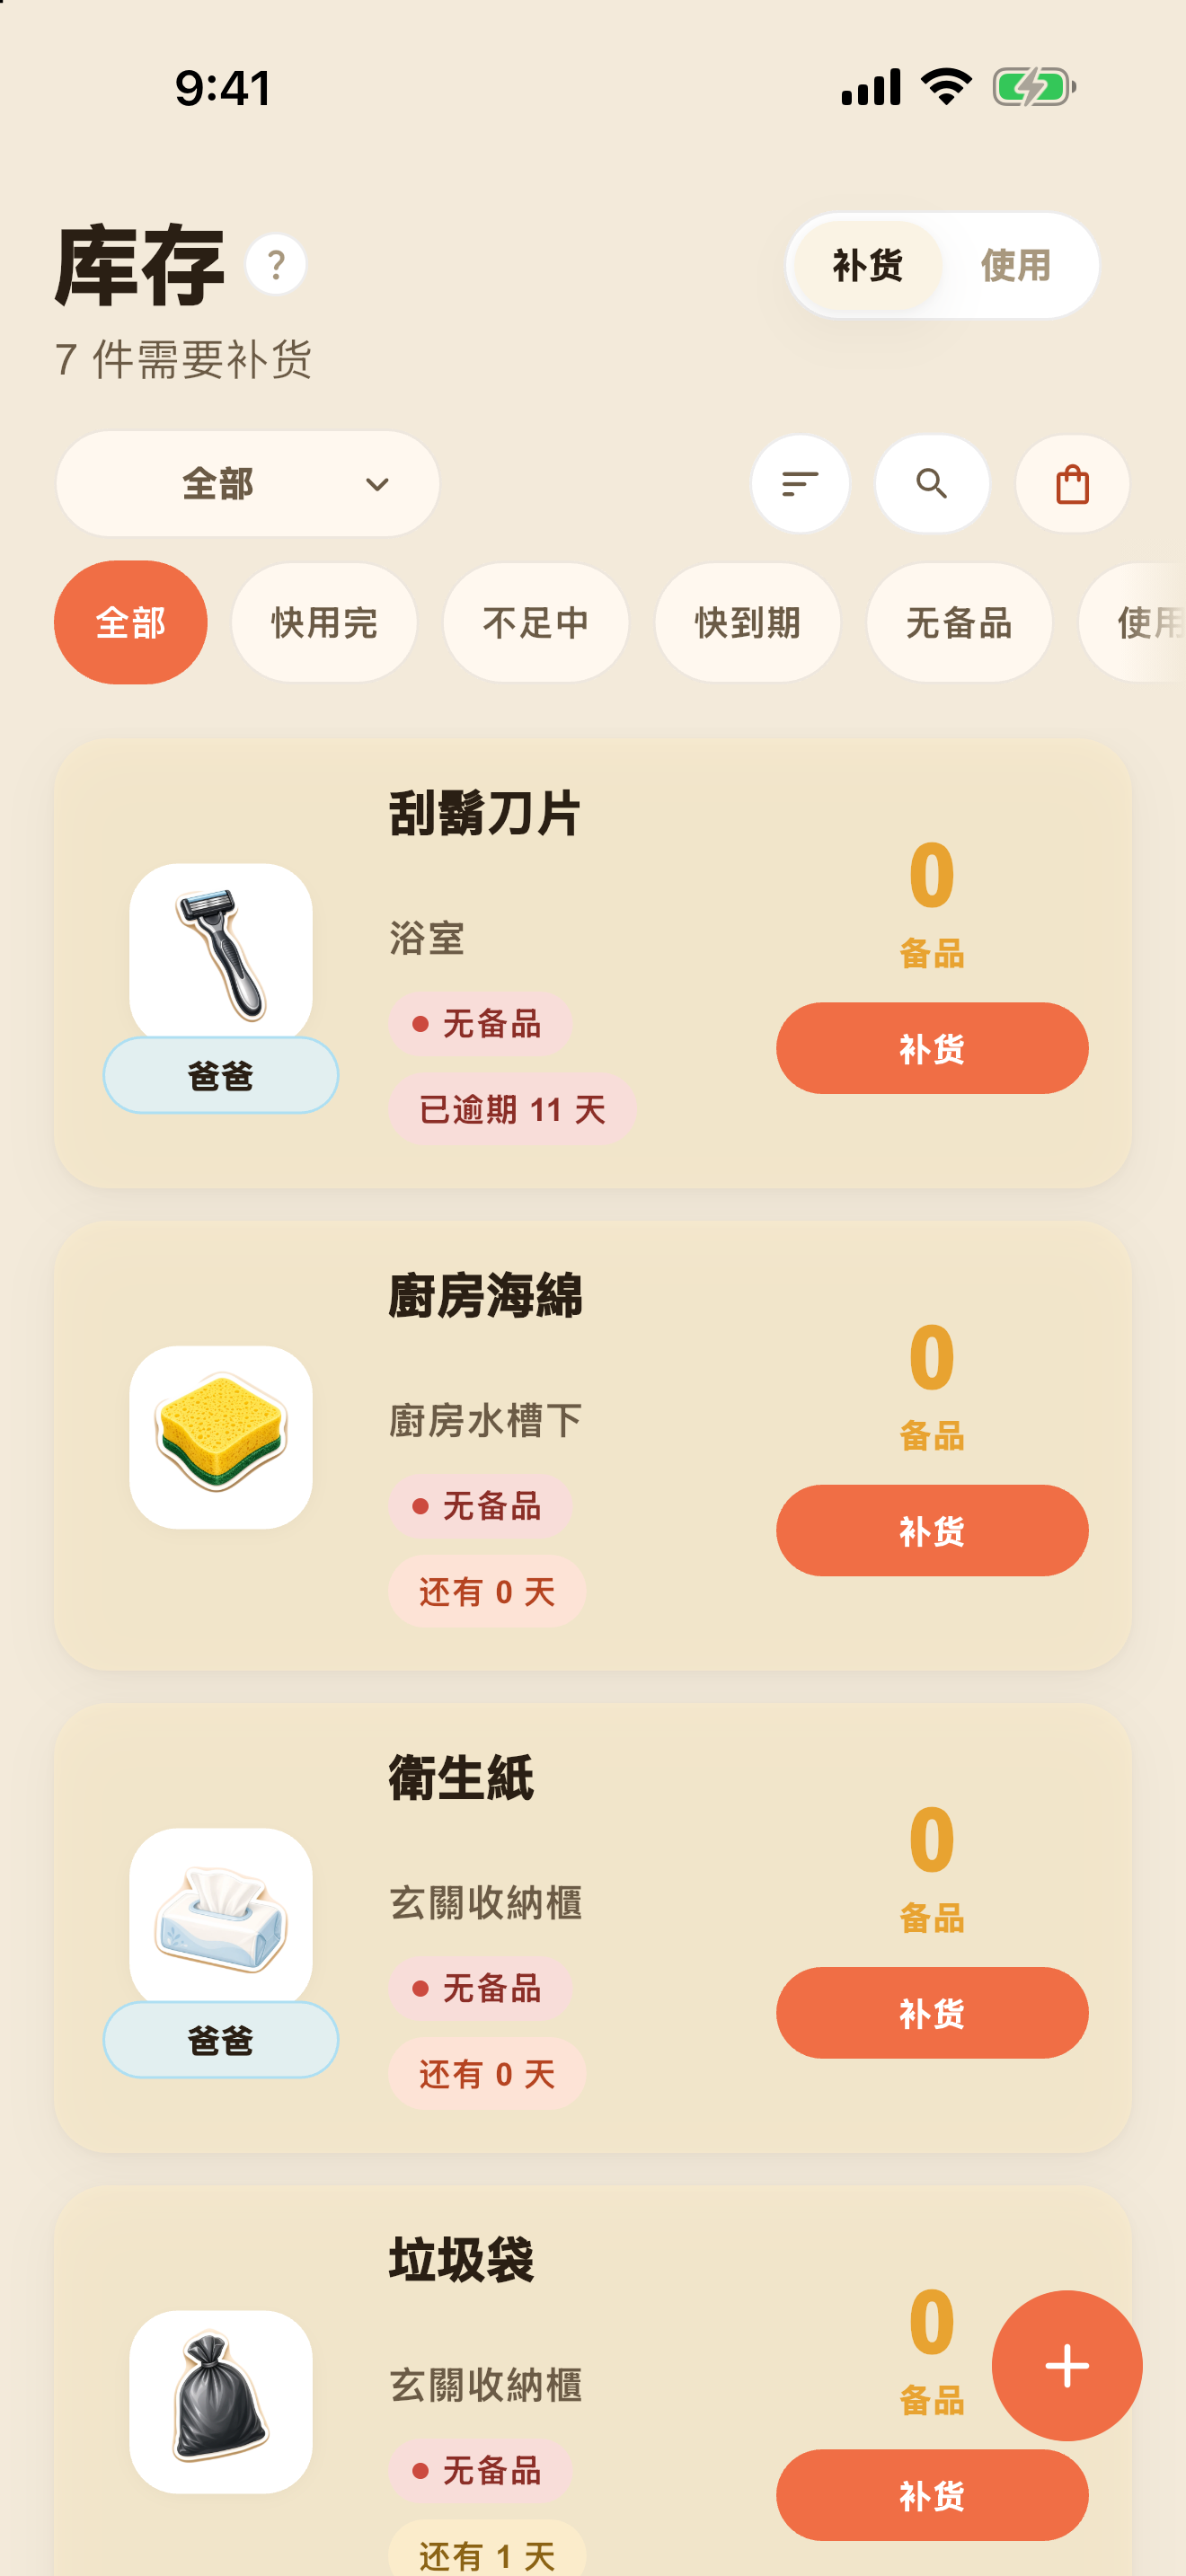 9:41
库存 ?
补货 使用
7 件需要补货
全部
全部 快用完 不足中 快到期 无备品 使用
刮鬍刀片
浴室
无备品
已逾期 11 天
爸爸
0
备品
补货
廚房海綿
廚房水槽下
无备品
还有 0 天
0
备品
补货
衛生紙
玄關收納櫃
无备品
还有 0 天
爸爸
0
备品
补货
垃圾袋
玄關收納櫃
无备品
还有 1 天
0
备品
补货